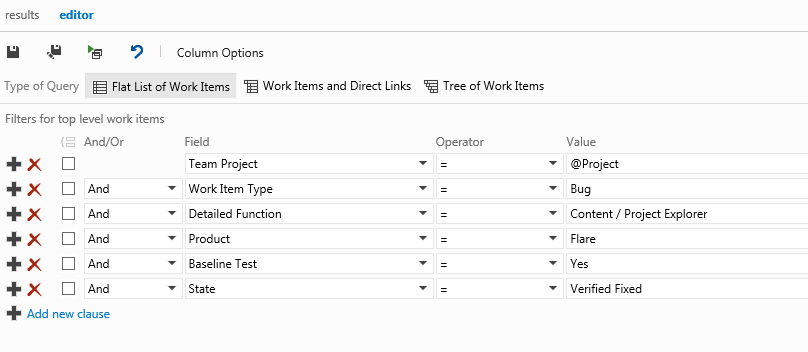 results editor
Column Options
Type of Query Flat List of Work Items Work Items and Direct Links Tree of Work Items
Filters for top level work items
And/Or Field Operator Value
Team Project = @Project
And Work Item Type = Bug
And Detailed Function = Content / Project Explorer
And Product = Flare
And Baseline Test = Yes
And State = Verified Fixed
Add new clause